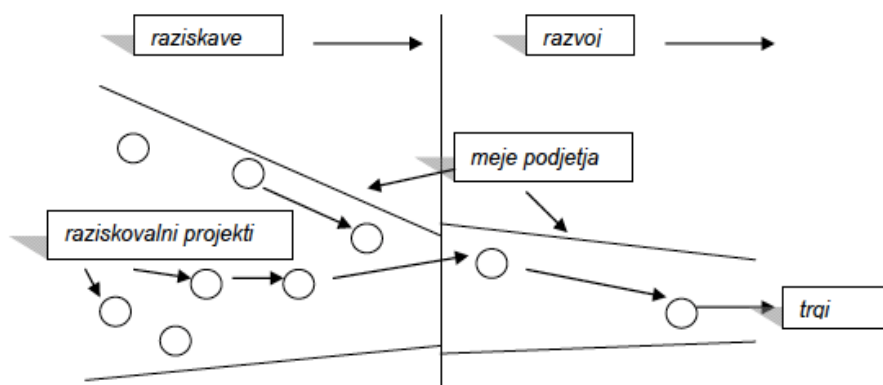 raziskave
razvoj
meje podjetja
raziskovalni projekti
trgi